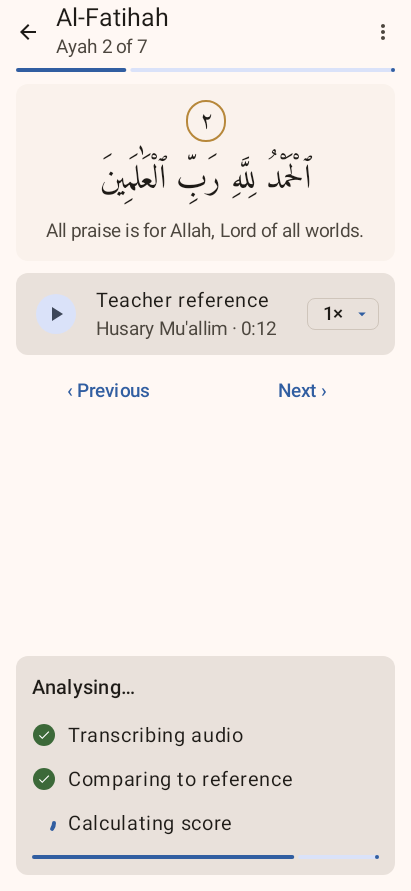 Al-Fatihah
Ayah 2 of 7
٢
ٱلْحَمْدُ لِلَّهِ رَبِّ ٱلْعَٰلَمِينَ
All praise is for Allah, Lord of all worlds.
Teacher reference
Husary Mu'allim · 0:12
1×
‹ Previous
Next ›
Analysing…
Transcribing audio
Comparing to reference
Calculating score